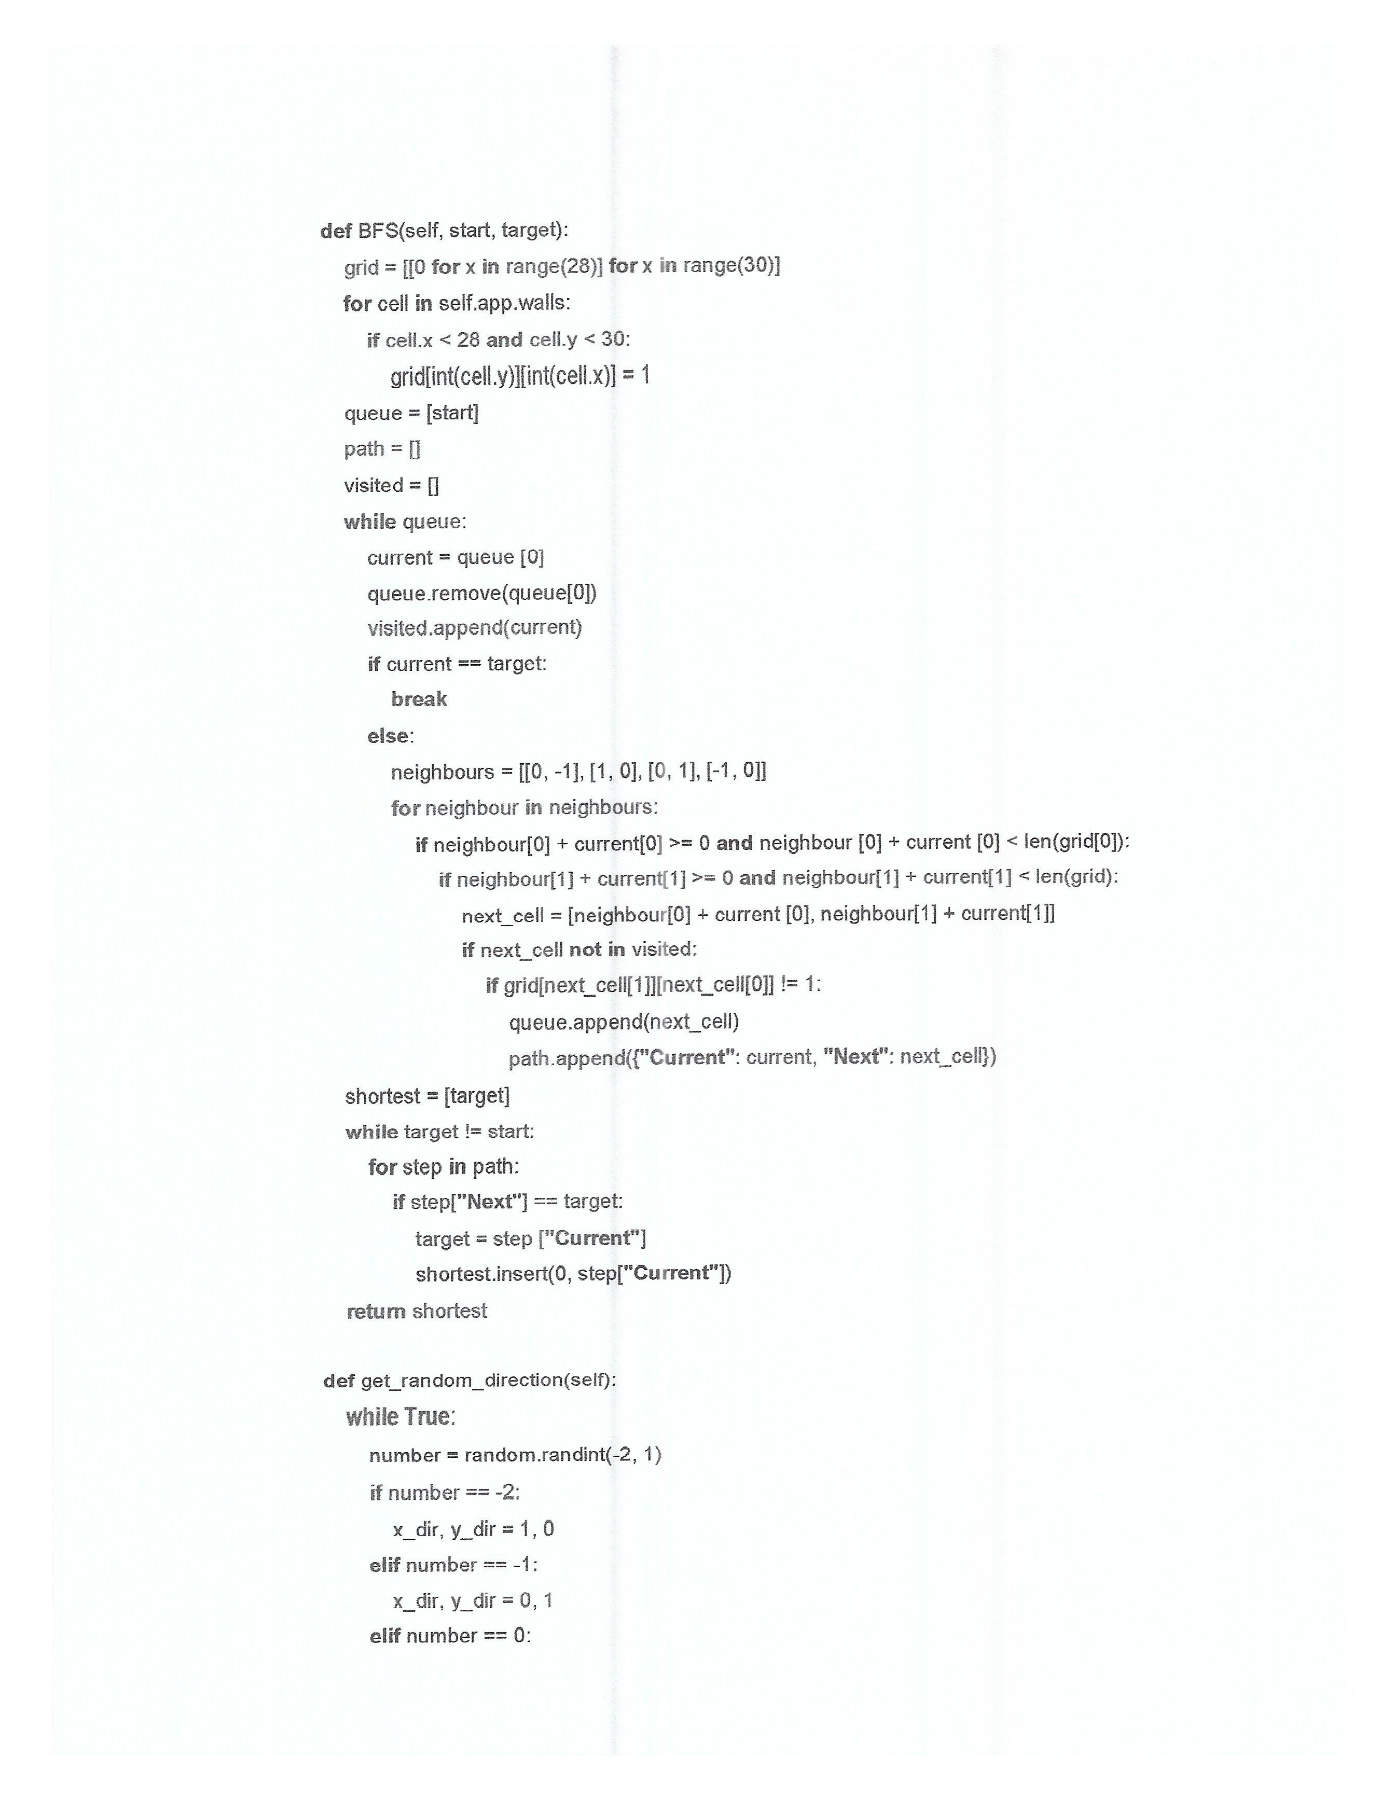 def BFS(self, start, target):
grid = [[0 for x in range(28)] for x in range(30)]
for cell in self.app.walls:
if cell.x < 28 and cell.y < 30:
grid[int(cell.y)][int(cell.x)] = 1
queue = [start]
path = []
visited = []
while queue:
current = queue [0]
queue.remove(queue[0])
visited.append(current)
if current == target:
break
else:
neighbours = [[0, -1], [1, 0], [0, 1], [-1, 0]]
for neighbour in neighbours:
if neighbour[0] + current[0] >= 0 and neighbour [0] + current [0] < len(grid[0]):
if neighbour[1] + current[1] >= 0 and neighbour[1] + current[1] < len(grid):
next_cell = [neighbour[0] + current [0], neighbour[1] + current[1]]
if next_cell not in visited:
if grid[next_cell[1]][next_cell[0]] != 1:
queue.append(next_cell)
path.append({"Current": current, "Next": next_cell})
shortest = [target]
while target != start:
for step in path:
if step["Next"] == target:
target = step ["Current"]
shortest.insert(0, step["Current"])
return shortest
def get_random_direction(self):
while True:
number = random.randint(-2, 1)
if number == -2:
x_dir, y_dir = 1, 0
elif number == -1:
x_dir, y_dir = 0, 1
elif number == 0: